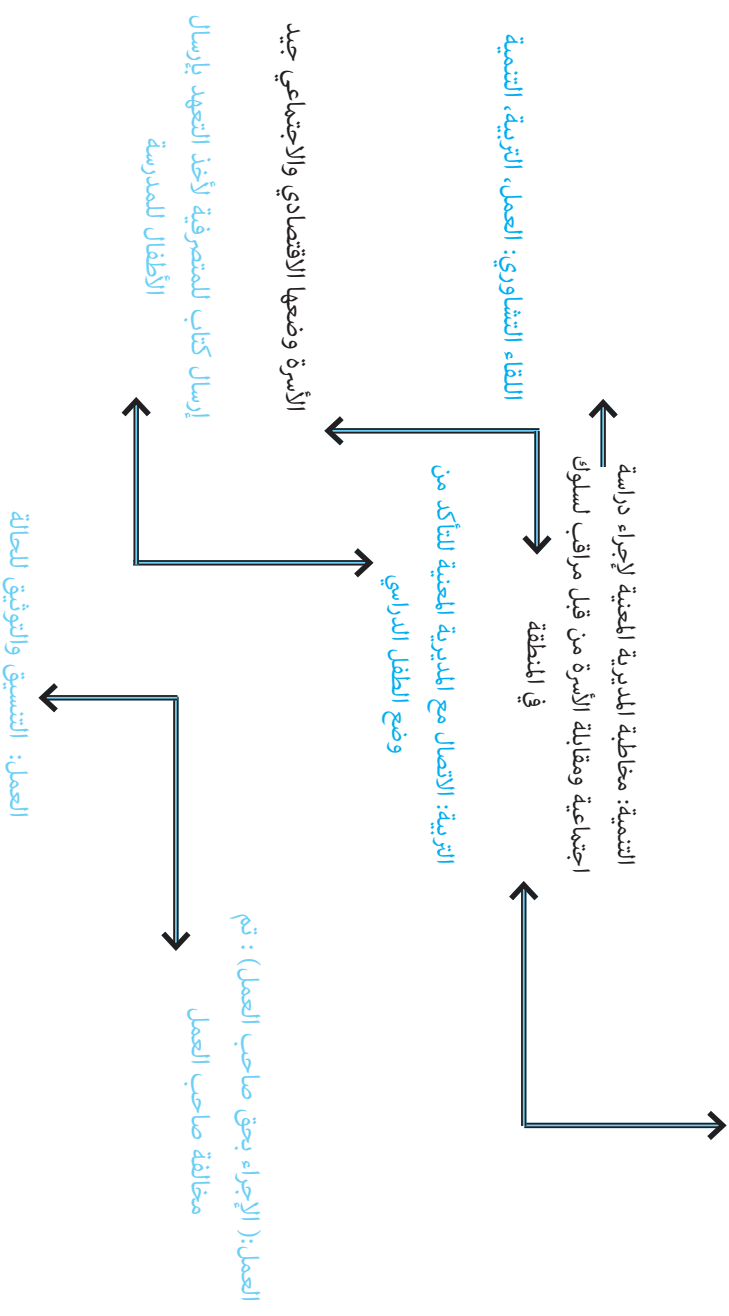 التنمية: مخاطبة المديرية المعنية لإجراء دراسة
اجتماعية ومقابلة الأسرة من قبل مراقب لسلوك
في المنطقة
اللقاء التشاوري: العمل، التربية، التنمية
التربية: الاتصال مع المديرية المعنية للتأكد من
وضع الطفل الدراسي
الأسرة وضعها الاقتصادي والاجتماعي جيد
العمل:( الإجراء بحق صاحب العمل) : تم
مخالفة صاحب العمل
إرسال كتاب للمتصرفية لأخذ التعهد بإرسال
الأطفال للمدرسة
العمل: التنسيق والتوثيق للحالة